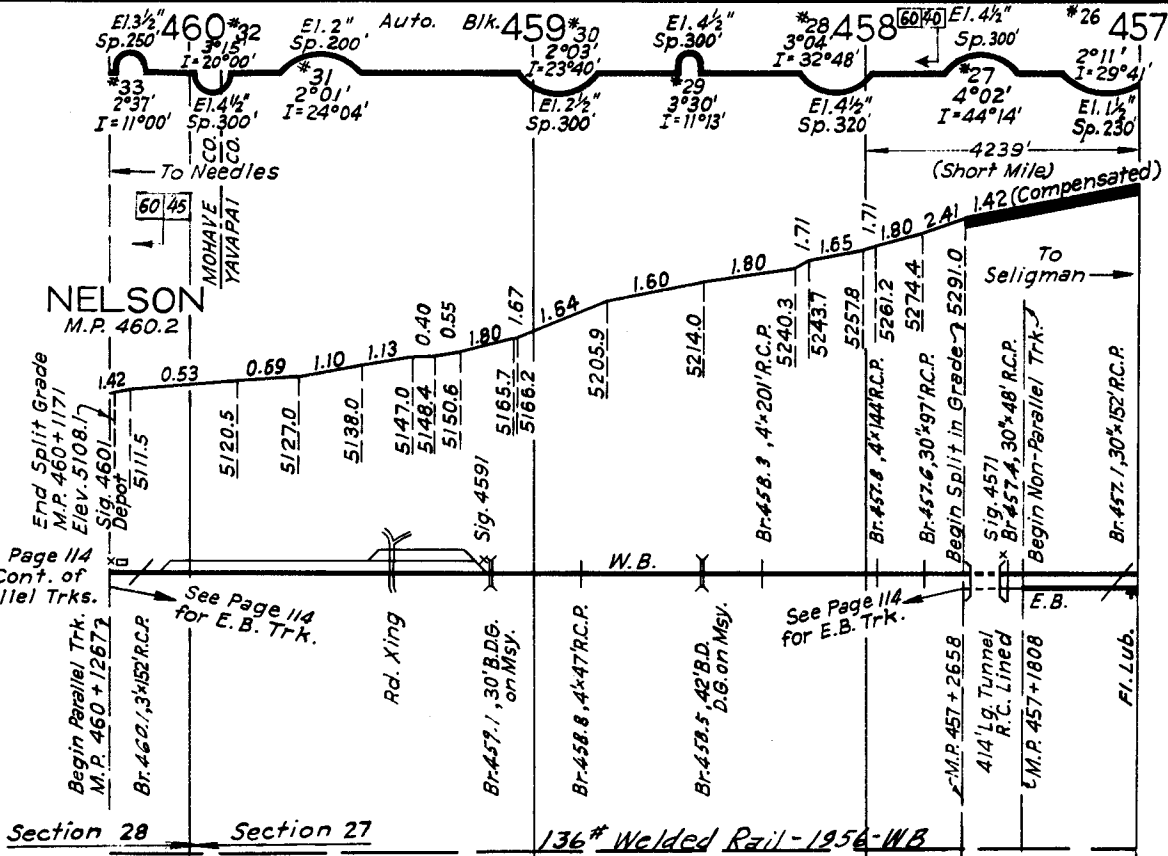 El.3½"
Sp.250'
460
#32
3°15'
I=20°00'
El.2"
Sp.200'
Auto. Blk.
459
#30
2°03'
I=23°40'
El.4½"
Sp.300'
#28
3°04'
I=32°48'
458
60 40
El.4½"
Sp.300'
#26
457
2°11'
I=29°41'
#33
2°37'
I=11°00'
El.4½"
Sp.300'
#31
2°01'
I=24°04'
El.2½"
Sp.300'
#29
3°30'
I=11°13'
El.4½"
Sp.320'
#27
4°02'
I=44°14'
El.1½"
Sp.230'
To Needles
60 45
MOHAVE CO.
YAVAPAI CO.
4239'
(Short Mile)
NELSON
M.P. 460.2
1.42 0.53 0.69 1.10 1.13 0.40 0.55 1.80 1.67 1.64 1.60 1.80 1.71 1.65 1.71 1.80 2.41 1.42 (Compensated)
To
Seligman
End Split Grade
M.P. 460+1171
Elev. 5108.1
Sig. 4601
Depot
5111.5
5120.5
5127.0
5138.0
5147.0
5148.4
5150.6
Sig. 4591
5165.7
5166.2
5205.9
5214.0
Br.458.3, 4'×201' R.C.P.
5240.3
5243.7
5257.8
5261.2
Br.457.8, 4'×144' R.C.P.
5274.4
Br.457.6, 30"×97' R.C.P.
Begin Split in Grade
5291.0
Sig. 4571
Br 457.4, 30"×48' R.C.P.
Begin Non-Parallel Trk.
Br.457.1, 30"×152' R.C.P.
Page 114
Cont. of
llel Trks.
See Page 114
for E.B. Trk.
W.B.
See Page 114
for E.B. Trk.
E.B.
Begin Parallel Trk.
M.P. 460+1267
Br.460.1, 3'×152' R.C.P.
Rd. Xing
Br.459.1, 30' B.D.G.
on Msy.
Br.458.8, 4'×47' R.C.P.
Br.458.5, 42' B.D.
D.G. on Msy.
M.P. 457+2658
414' Lg. Tunnel
R.C. Lined
M.P. 457+1808
Fl. Lub.
Section 28
Section 27
136# Welded Rail-1956-WB